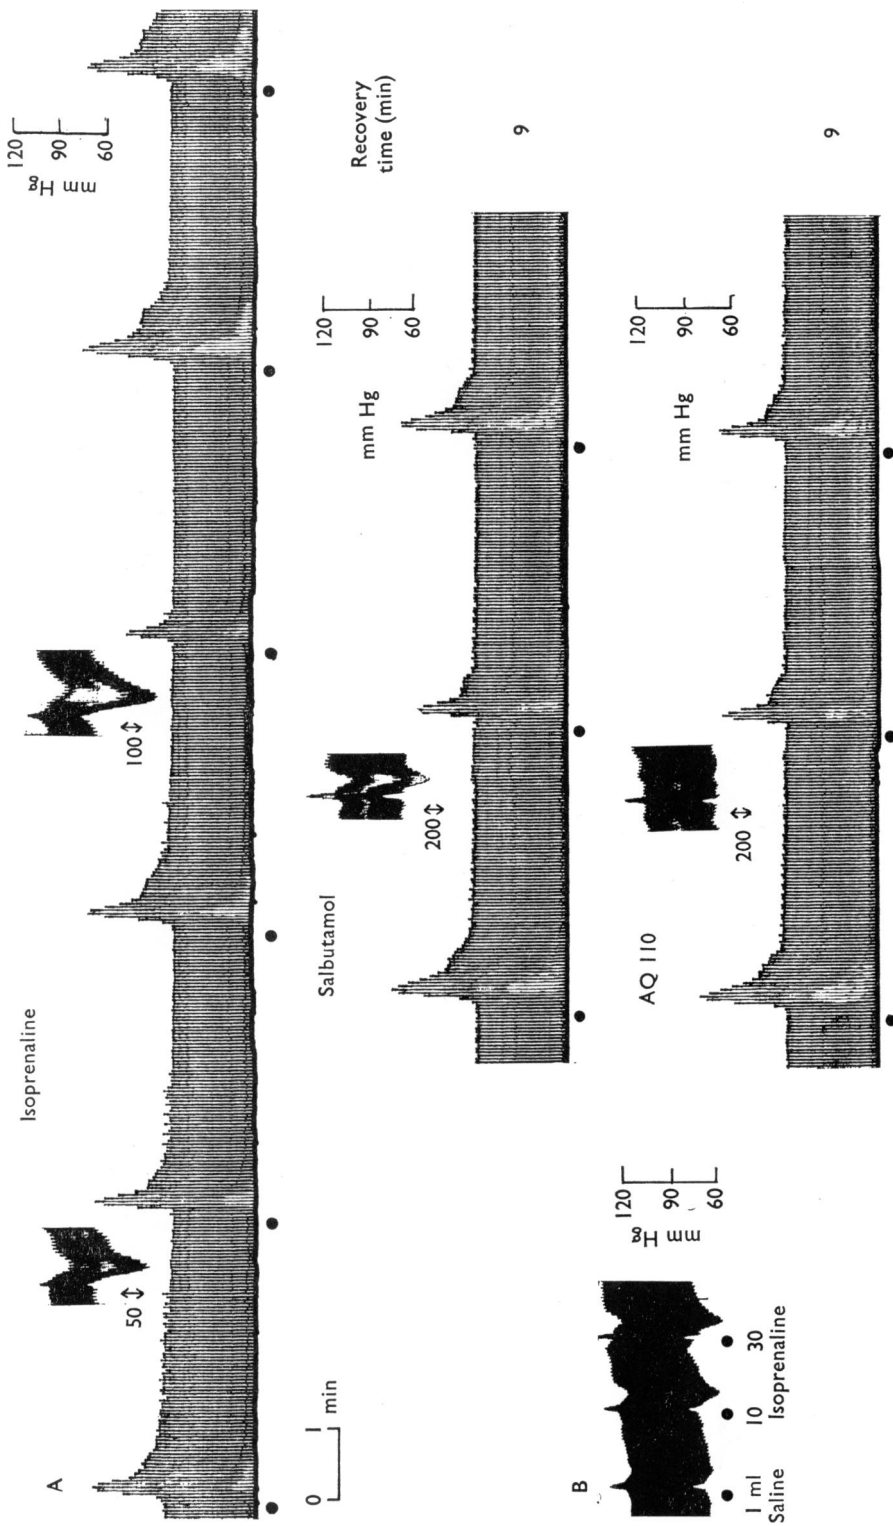 A
Isoprenaline
50 ↕
100 ↕
mm Hg
120
90
60
0 1
min
Salbutamol
200 ↕
mm Hg
120
90
60
Recovery
time (min)
9
AQ 110
200 ↕
mm Hg
120
90
60
9
B
1 ml 10 30
Saline Isoprenaline
mm Hg
120
90
60